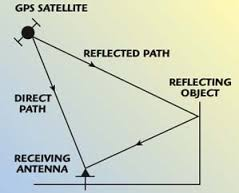 GPS SATELLITE
REFLECTED PATH
REFLECTING
OBJECT
DIRECT
PATH
RECEIVING
ANTENNA